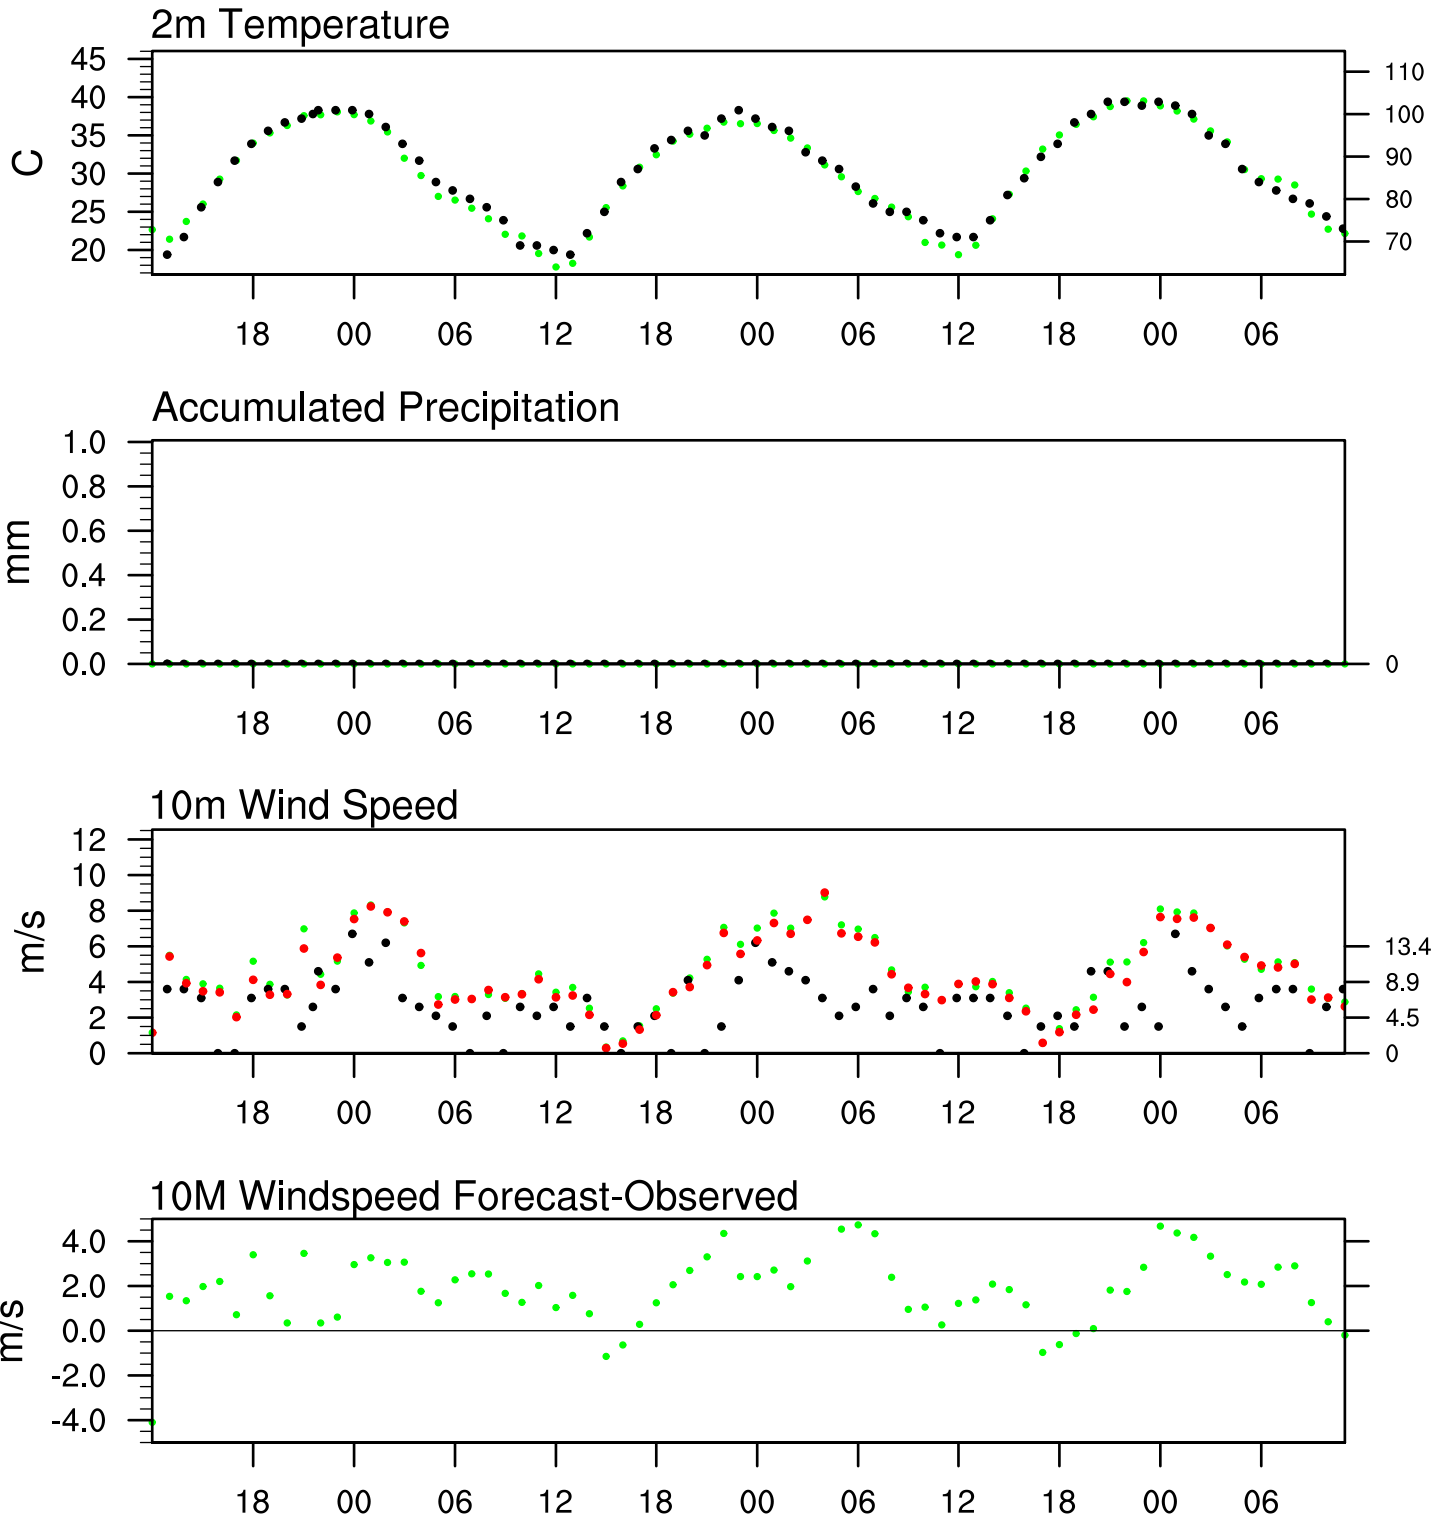 2m Temperature
45
40
35
30
25
20
C
110
100
90
80
70
18 00 06 12 18 00 06 12 18 00 06
Accumulated Precipitation
1.0
0.8
0.6
0.4
0.2
0.0
mm
0
18 00 06 12 18 00 06 12 18 00 06
10m Wind Speed
12
10
8
6
4
2
0
m/s
13.4
8.9
4.5
0
18 00 06 12 18 00 06 12 18 00 06
10M Windspeed Forecast-Observed
4.0
2.0
0.0
-2.0
-4.0
m/s
18 00 06 12 18 00 06 12 18 00 06